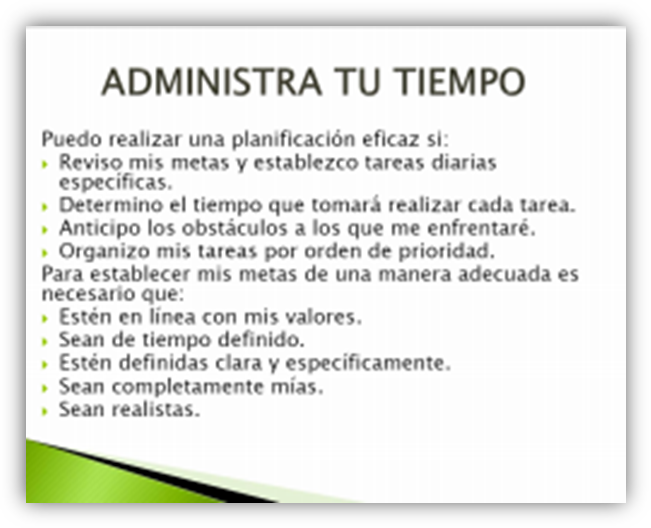 ADMINISTRA TU TIEMPO
Puedo realizar una planificación eficaz si:
Reviso mis metas y establezco tareas diarias
específicas.
Determino el tiempo que tomará realizar cada tarea.
Anticipo los obstáculos a los que me enfrentaré.
Organizo mis tareas por orden de prioridad.
Para establecer mis metas de una manera adecuada es
necesario que:
Estén en línea con mis valores.
Sean de tiempo definido.
Estén definidas clara y específicamente.
Sean completamente mías.
Sean realistas.